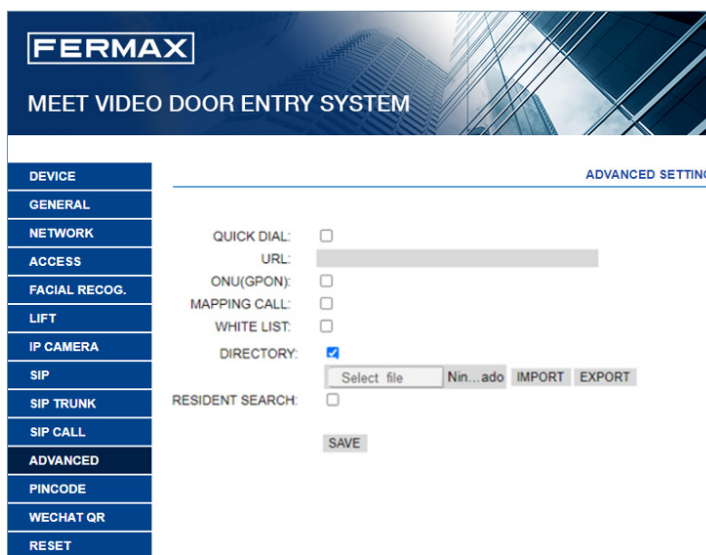 FERMAX
MEET VIDEO DOOR ENTRY SYSTEM
DEVICE
GENERAL
NETWORK
ACCESS
FACIAL RECOG.
LIFT
IP CAMERA
SIP
SIP TRUNK
SIP CALL
ADVANCED
PINCODE
WECHAT QR
RESET
ADVANCED SETTING
QUICK DIAL:
URL:
ONU(GPON):
MAPPING CALL:
WHITE LIST:
DIRECTORY:
Select file Nin...ado IMPORT EXPORT
RESIDENT SEARCH:
SAVE